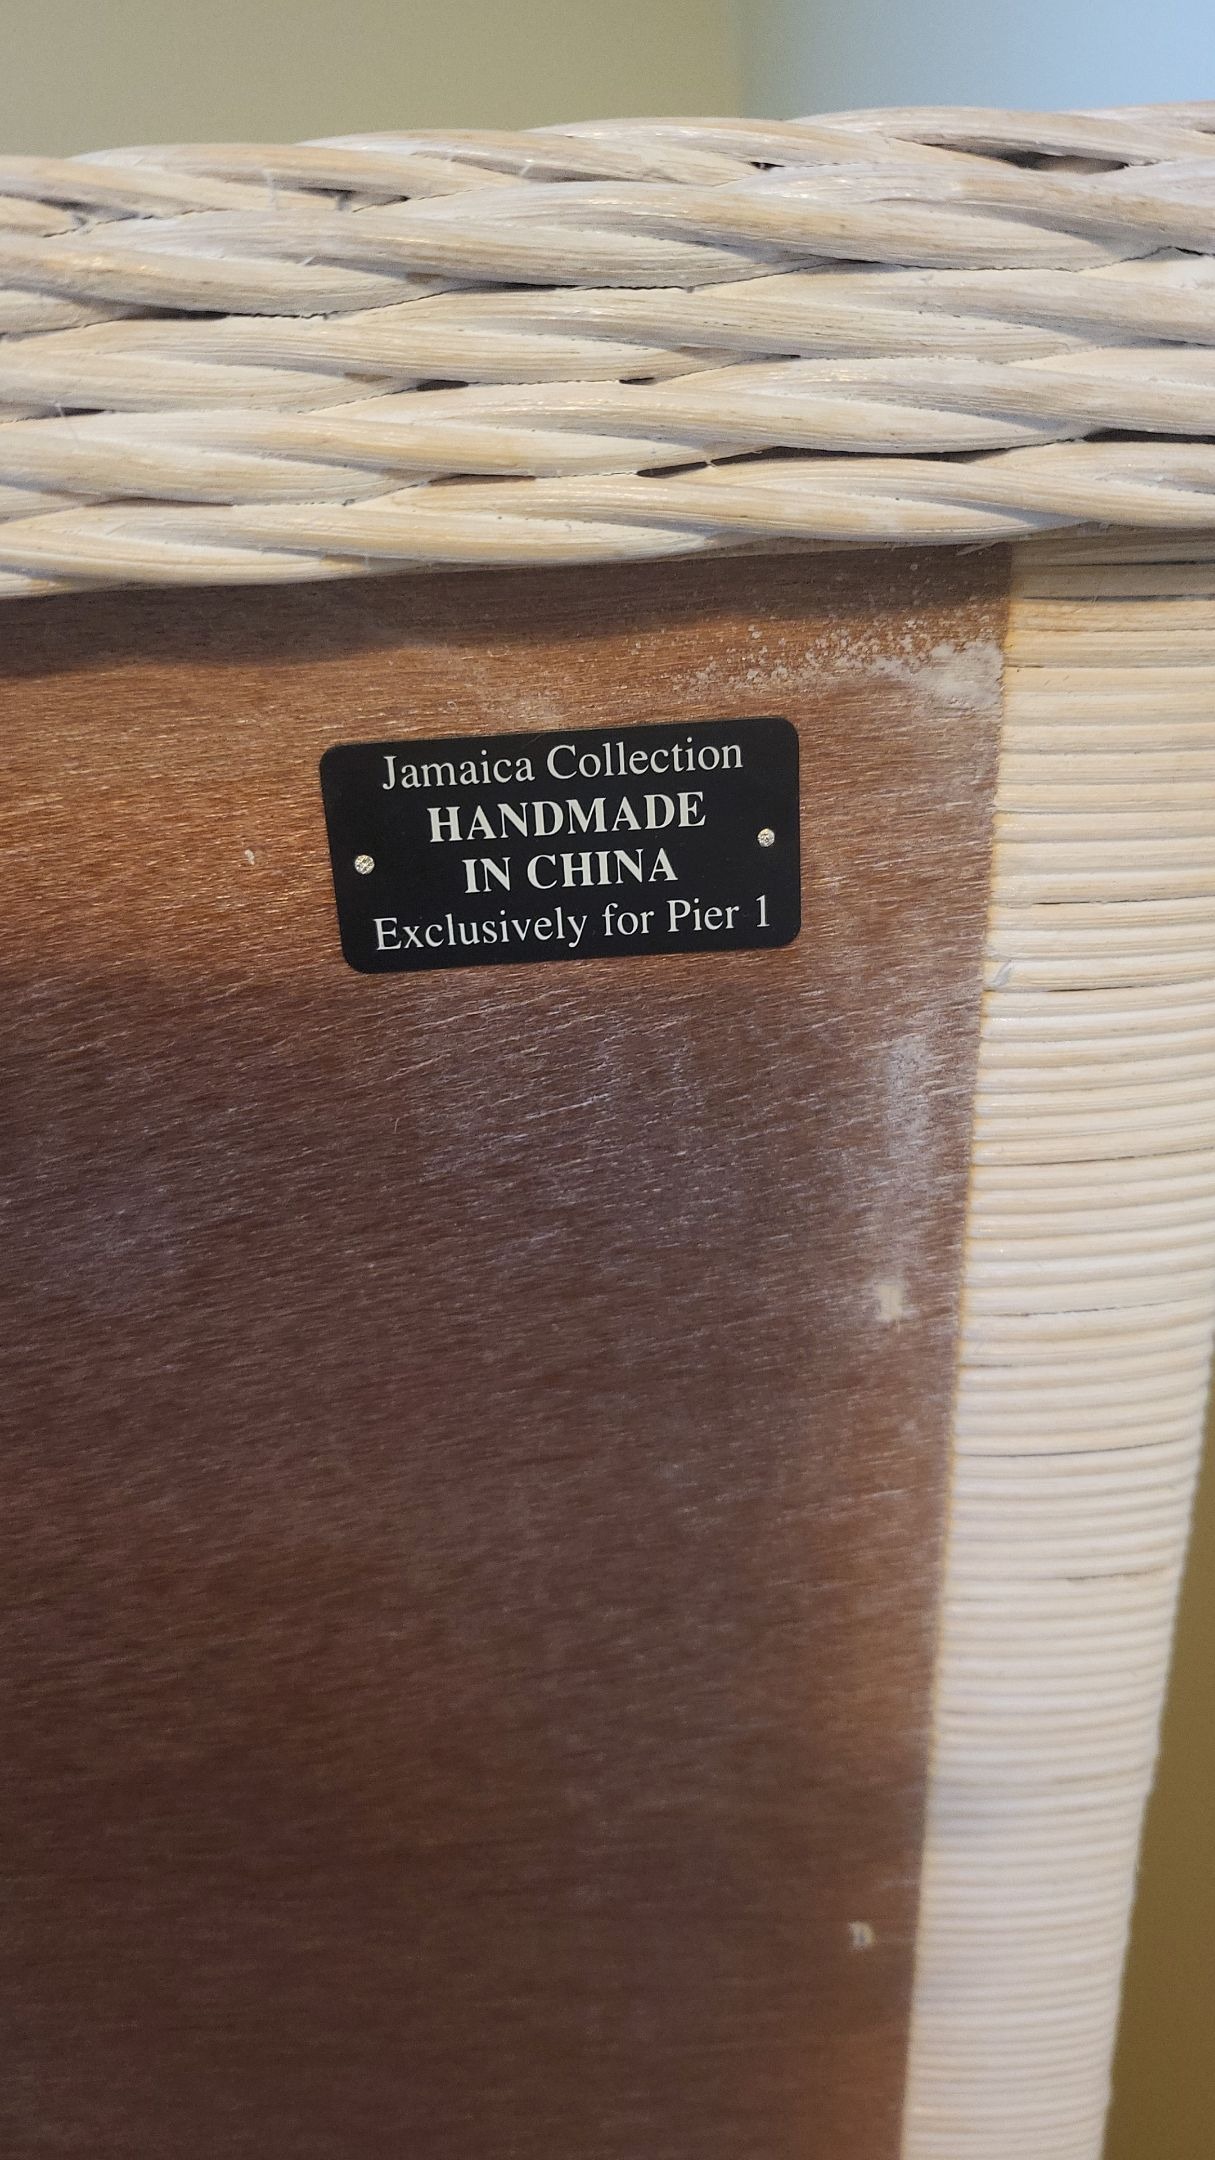 Jamaica Collection
HANDMADE
IN CHINA
Exclusively for Pier 1